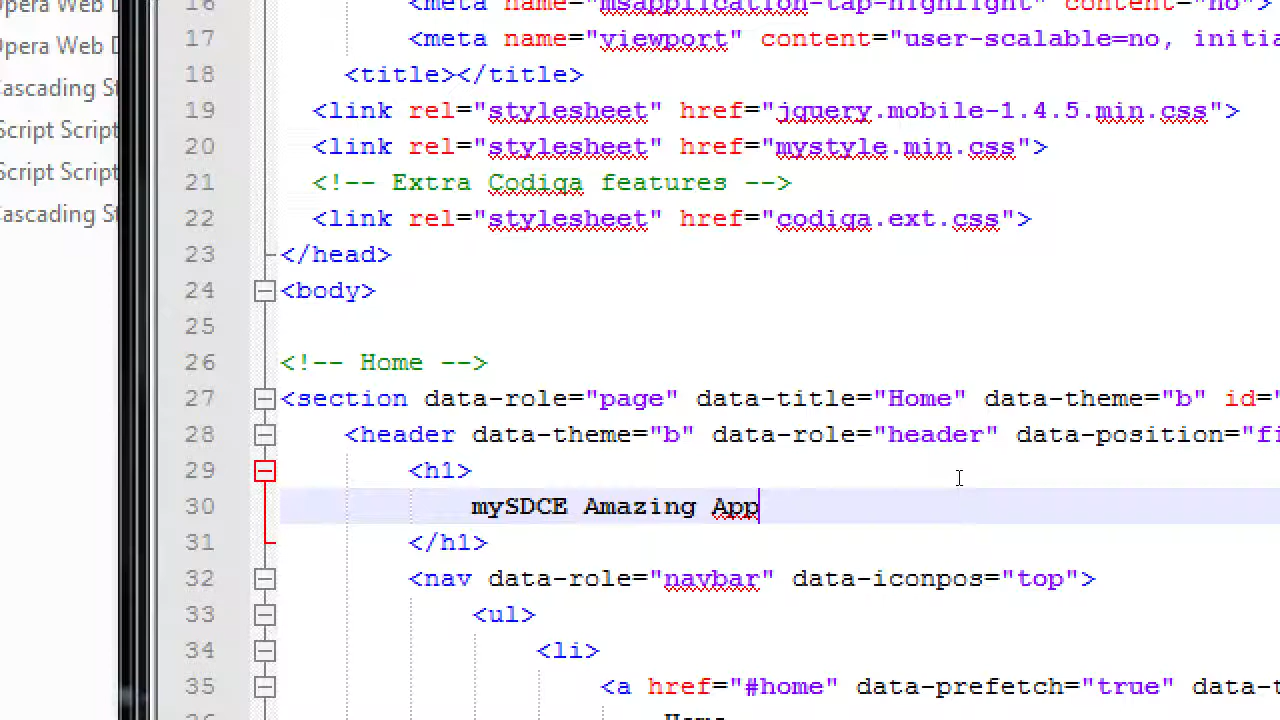 Opera Web D
Opera Web D
Cascading St
Script Script
Script Script
Cascading St
16 <meta name="msapplication-tap-highlight" content="no">
17 <meta name="viewport" content="user-scalable=no, initia
18 <title></title>
19 <link rel="stylesheet" href="jquery.mobile-1.4.5.min.css">
20 <link rel="stylesheet" href="mystyle.min.css">
21 <!-- Extra Codiqa features -->
22 <link rel="stylesheet" href="codiqa.ext.css">
23 </head>
24 <body>
25
26 <!-- Home -->
27 <section data-role="page" data-title="Home" data-theme="b" id="
28 <header data-theme="b" data-role="header" data-position="fi
29 <h1>
30 mySDCE Amazing App
31 </h1>
32 <nav data-role="navbar" data-iconpos="top">
33 <ul>
34 <li>
35 <a href="#home" data-prefetch="true" data-t
36 Home